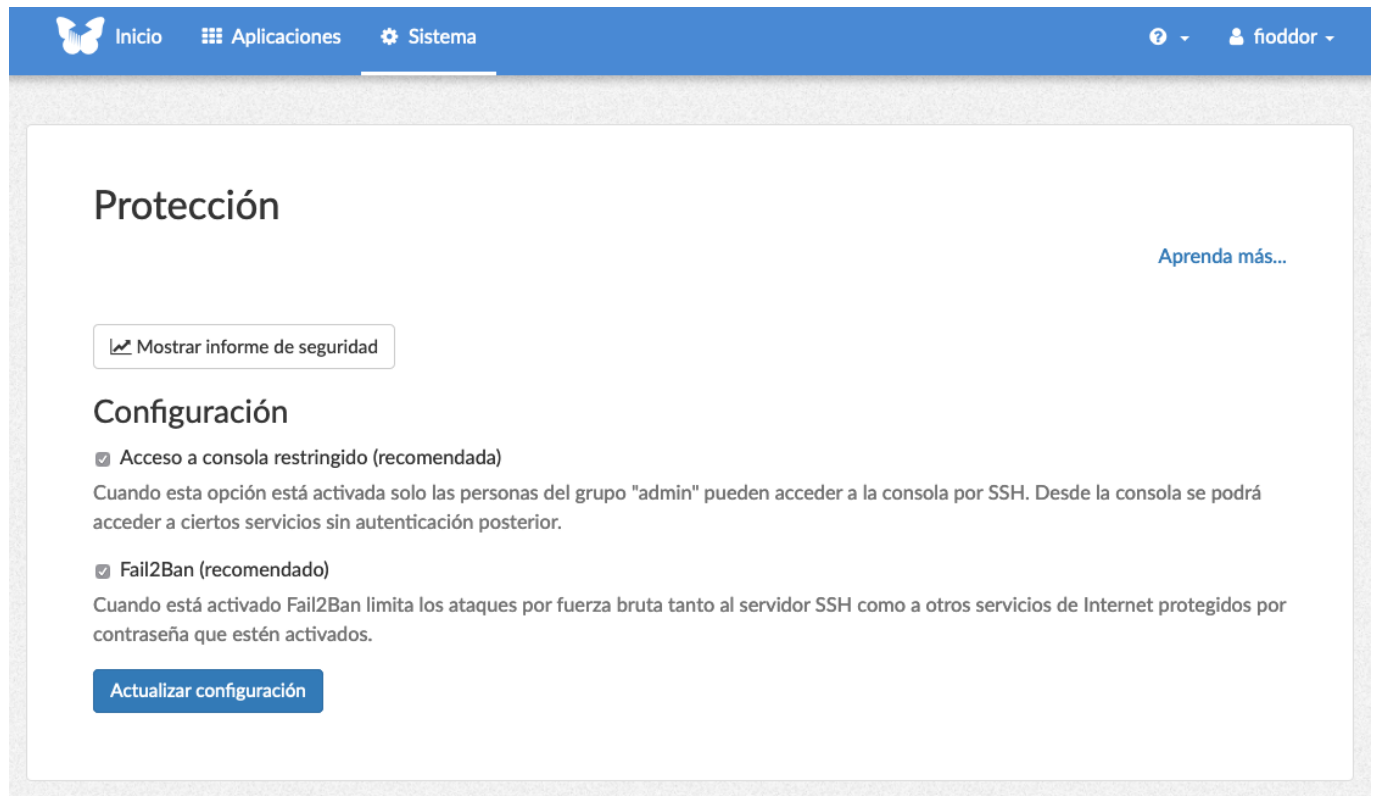 Inicio Aplicaciones Sistema fioddor
Protección
Aprenda más...
Mostrar informe de seguridad
Configuración
Acceso a consola restringido (recomendada)
Cuando esta opción está activada solo las personas del grupo "admin" pueden acceder a la consola por SSH. Desde la consola se podrá
acceder a ciertos servicios sin autenticación posterior.
Fail2Ban (recomendado)
Cuando está activado Fail2Ban limita los ataques por fuerza bruta tanto al servidor SSH como a otros servicios de Internet protegidos por
contraseña que estén activados.
Actualizar configuración